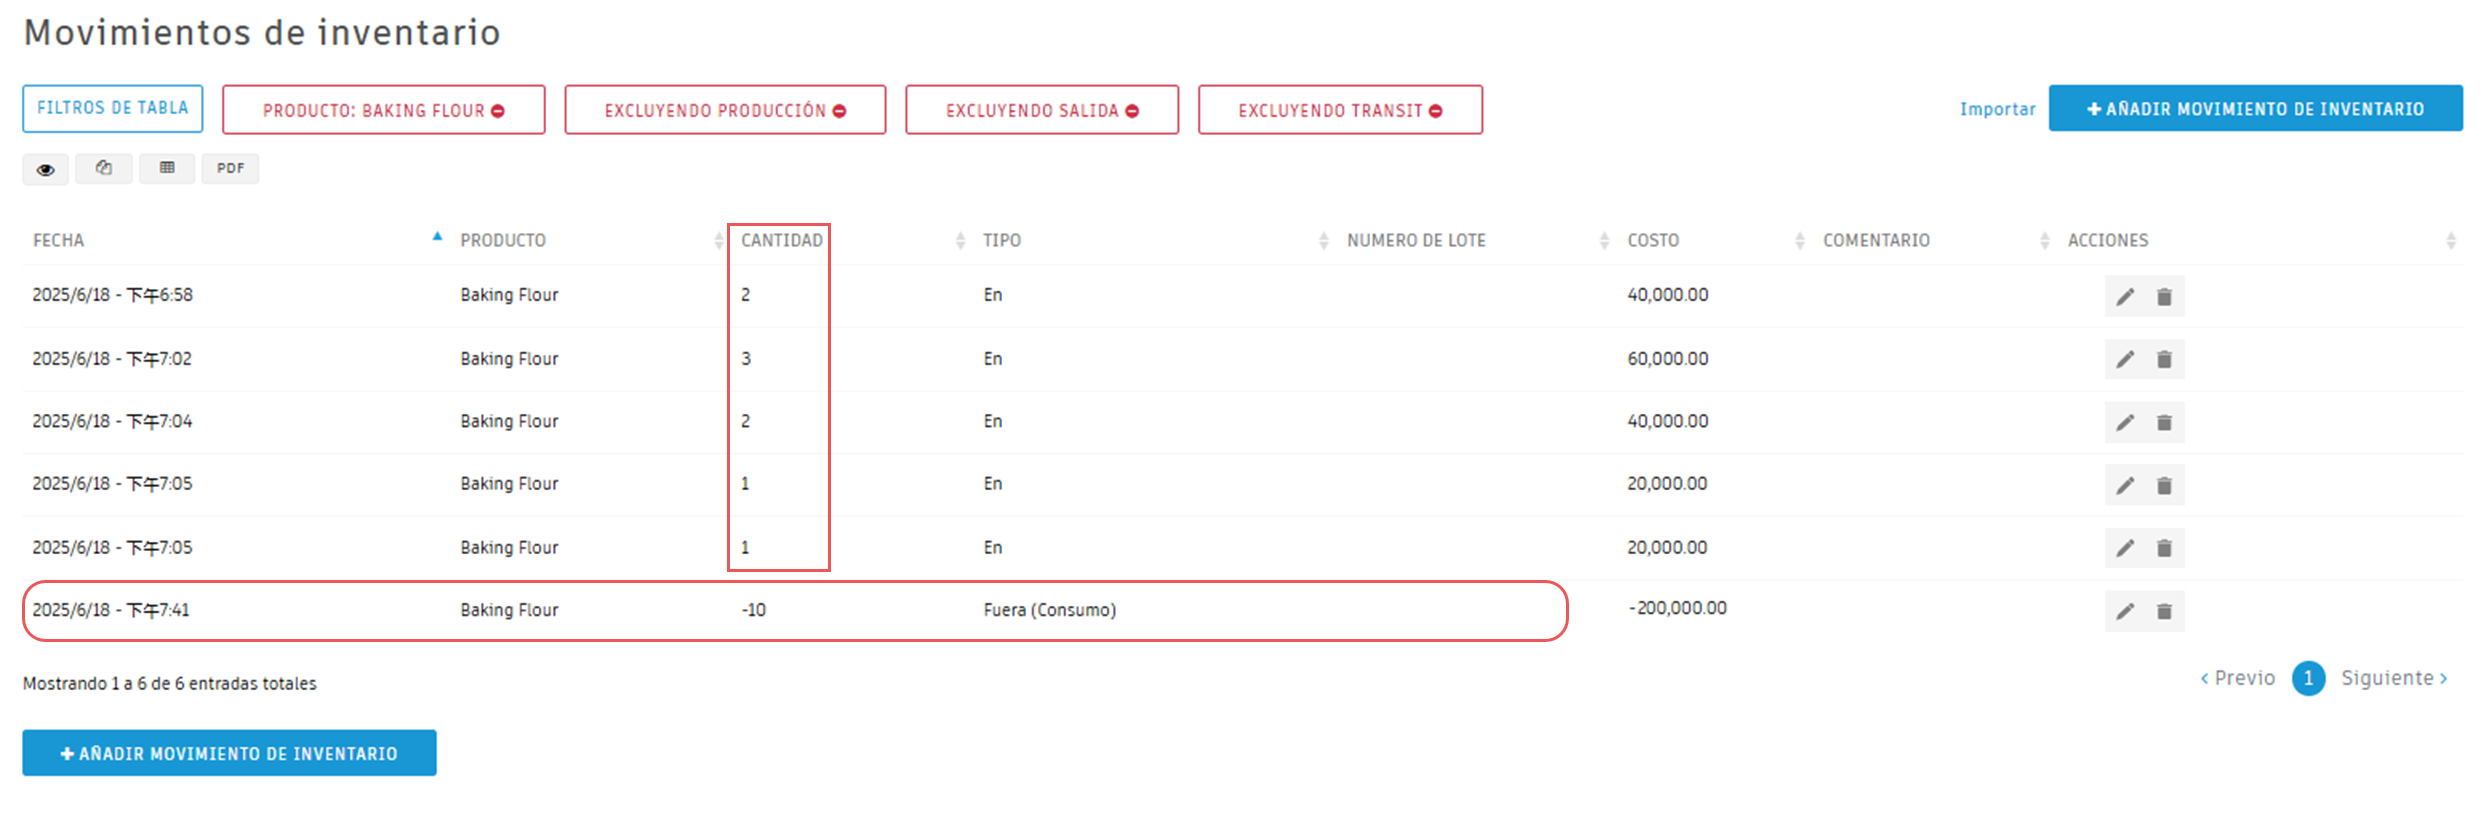 Movimientos de inventario
FILTROS DE TABLA PRODUCTO: BAKING FLOUR EXCLUYENDO PRODUCCIÓN EXCLUYENDO SALIDA EXCLUYENDO TRANSIT Importar +AÑADIR MOVIMIENTO DE INVENTARIO
PDF
FECHA PRODUCTO CANTIDAD TIPO NUMERO DE LOTE COSTO COMENTARIO ACCIONES
2025/6/18 - 下午6:58 Baking Flour 2 En 40,000.00
2025/6/18 - 下午7:02 Baking Flour 3 En 60,000.00
2025/6/18 - 下午7:04 Baking Flour 2 En 40,000.00
2025/6/18 - 下午7:05 Baking Flour 1 En 20,000.00
2025/6/18 - 下午7:05 Baking Flour 1 En 20,000.00
2025/6/18 - 下午7:41 Baking Flour -10 Fuera (Consumo) -200,000.00
Mostrando 1 a 6 de 6 entradas totales ‹ Previo 1 Siguiente ›
+AÑADIR MOVIMIENTO DE INVENTARIO